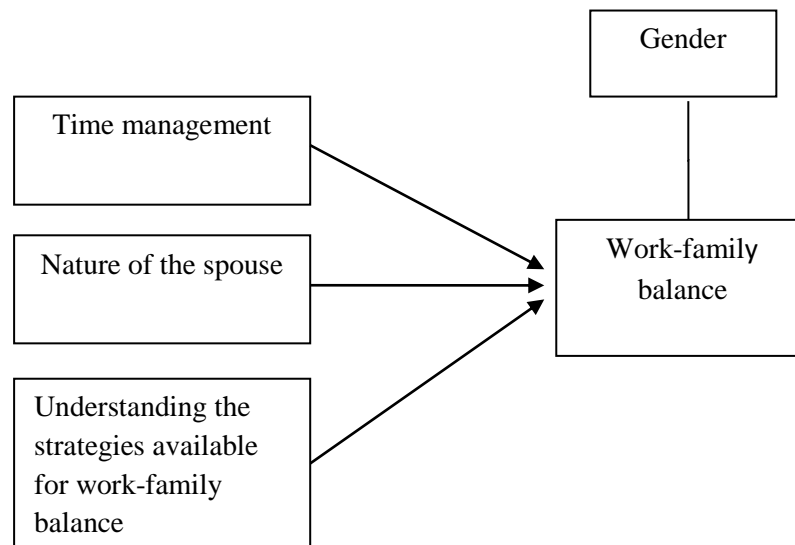 Gender
Time management
Nature of the spouse
Work-family
balance
Understanding the
strategies available
for work-family
balance